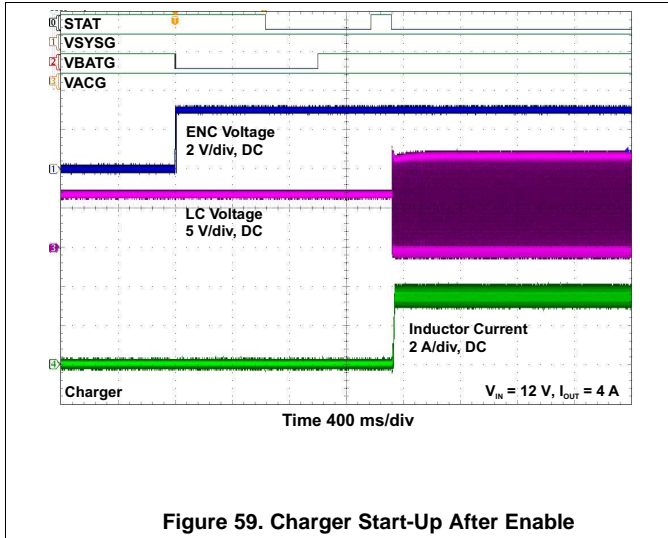 0 STAT
1 VSYSG
2 VBATG
3 VACG
T
ENC Voltage
2 V/div, DC
1
LC Voltage
5 V/div, DC
3
Inductor Current
2 A/div, DC
4
Charger
V_IN = 12 V, I_OUT = 4 A
Time 400 ms/div
Figure 59. Charger Start-Up After Enable